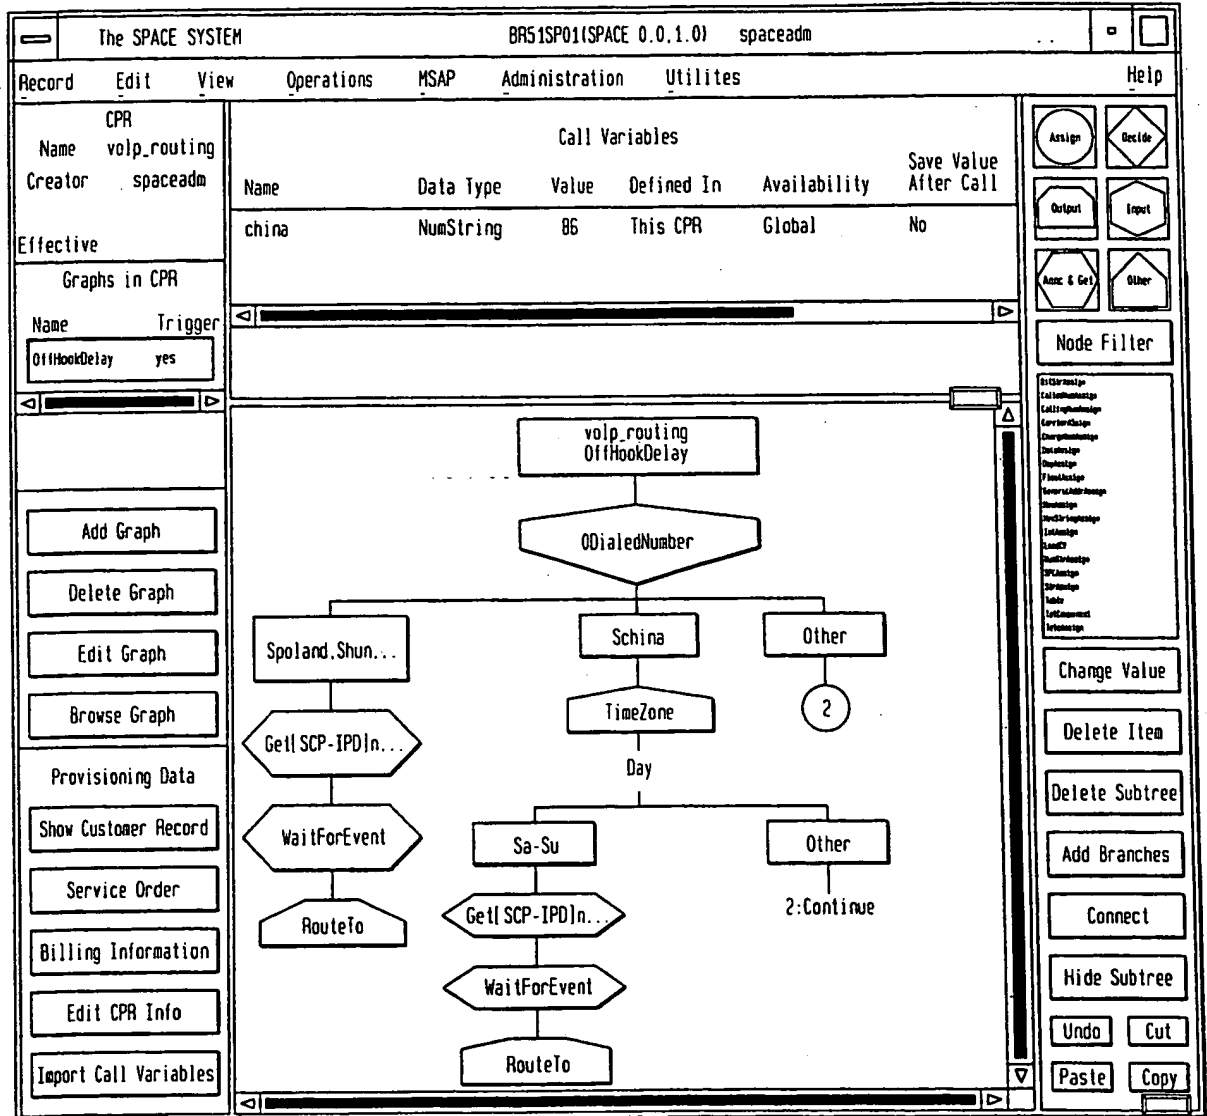 The SPACE SYSTEM BR51SP01(SPACE 0.0,1.0) spaceadm
Record Edit View Operations MSAP Administration Utilites Help
CPR
Name volp_routing
Creator spaceadm
Effective
Graphs in CPR
Name Trigger
OffHookDelay yes
Add Graph
Delete Graph
Edit Graph
Browse Graph
Provisioning Data
Show Customer Record
Service Order
Billing Information
Edit CPR Info
Import Call Variables
Call Variables
Name Data Type Value Defined In Availability Save Value After Call
china NumString 86 This CPR Global No
volp_routing
OffHookDelay
ODialedNumber
Spoland,Shun...
Schina
Other
Get[SCP-IPD]n...
TimeZone
2
Day
WaitForEvent
Sa-Su
Other
RouteTo
Get[SCP-IPD]n...
2:Continue
WaitForEvent
RouteTo
Assign
Decide
Output
Input
Annc & Get
Other
Node Filter
Change Value
Delete Item
Delete Subtree
Add Branches
Connect
Hide Subtree
Undo Cut
Paste Copy